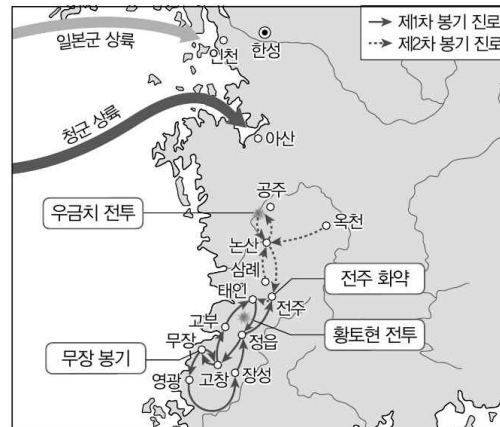 일본군 상륙
인천
한성
제1차 봉기 진로
제2차 봉기 진로
청군 상륙
아산
공주
우금치 전투
옥천
논산
삼례
전주 화약
태인
전주
고부
황토현 전투
무장
정읍
무장 봉기
영광
고창
장성